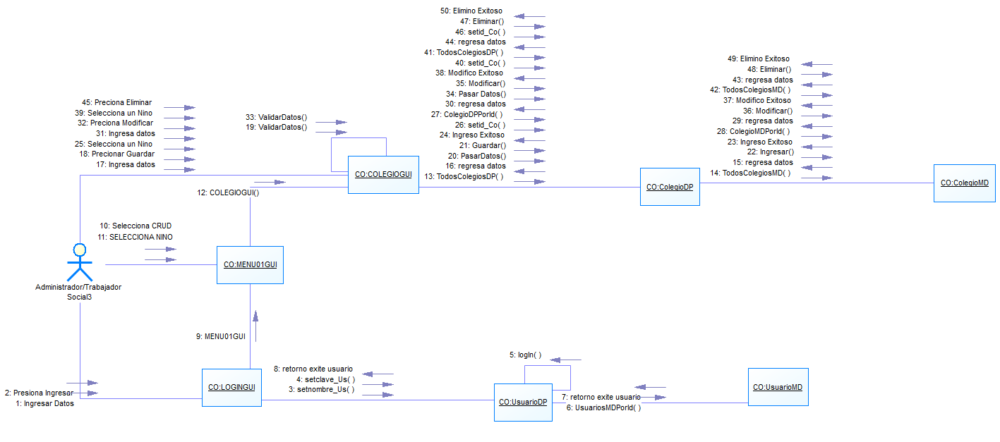 50: Elimino Exitoso
47: Eliminar()
46: setid_Co( )
44: regresa datos
41: TodosColegiosDP( )
40: setid_Co( )
38: Modifico Exitoso
35: Modificar()
34: Pasar Datos()
30: regresa datos
27: ColegioDPPorId( )
26: setid_Co( )
24: Ingreso Exitoso
21: Guardar()
20: PasarDatos()
16: regresa datos
13: TodosColegiosDP( )
49: Elimino Exitoso
48: Eliminar()
43: regresa datos
42: TodosColegiosMD( )
37: Modifico Exitoso
36: Modificar()
29: regresa datos
28: ColegioMDPorId( )
23: Ingreso Exitoso
22: Ingresar()
15: regresa datos
14: TodosColegiosMD( )
45: Preciona Eliminar
39: Selecciona un Nino
32: Preciona Modificar
31: Ingresa datos
25: Selecciona un Nino
18: Precionar Guardar
17: Ingresa datos
33: ValidarDatos()
19: ValidarDatos()
CO:COLEGIOGUI
CO:ColegioDP
CO:ColegioMD
12: COLEGIOGUI()
10: Selecciona CRUD
11: SELECCIONA NINO
CO:MENU01GUI
Administrador/Trabajador
Social3
9: MENU01GUI
2: Presiona Ingresar
1: Ingresar Datos
CO:LOGINGUI
8: retorno exite usuario
4: setclave_Us( )
3: setnombre_Us( )
5: logIn( )
CO:UsuarioDP
7: retorno exite usuario
6: UsuariosMDPorId( )
CO:UsuarioMD